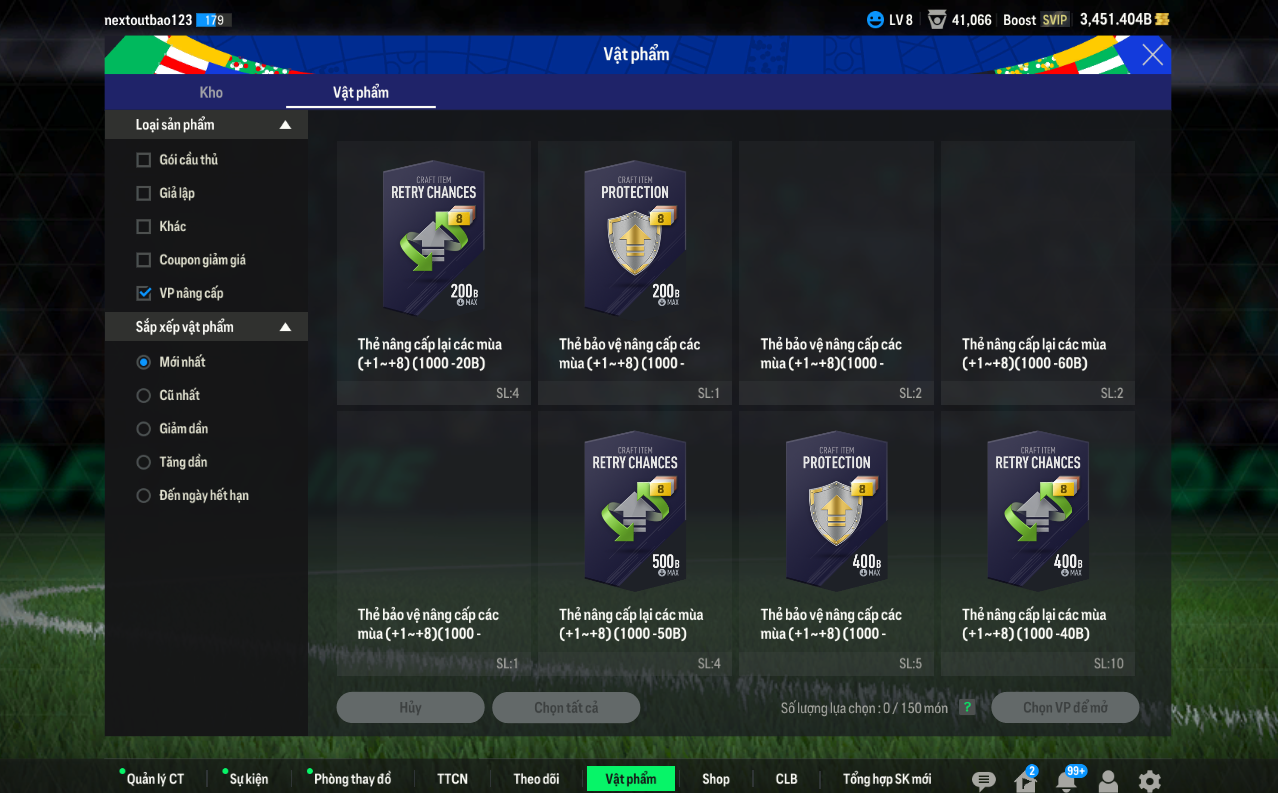 nextoutbao123 179
LV 8 41,066 Boost SVIP 3,451.404B
Vật phẩm
Kho Vật phẩm
Loại sản phẩm
Gói cầu thủ
Giả lập
Khác
Coupon giảm giá
VP nâng cấp
Sắp xếp vật phẩm
Mới nhất
Cũ nhất
Giảm dần
Tăng dần
Đến ngày hết hạn
CRAFT ITEM
RETRY CHANCES
8
200B
MAX
Thẻ nâng cấp lại các mùa
(+1~+8) (1000 -20B)
SL:4
CRAFT ITEM
PROTECTION
8
200B
MAX
Thẻ bảo vệ nâng cấp các
mùa (+1~+8) (1000 -
SL:1
Thẻ bảo vệ nâng cấp các
mùa (+1~+8)(1000 -
SL:2
Thẻ nâng cấp lại các mùa
(+1~+8)(1000 -60B)
SL:2
Thẻ bảo vệ nâng cấp các
mùa (+1~+8)(1000 -
SL:1
CRAFT ITEM
RETRY CHANCES
8
500B
MAX
Thẻ nâng cấp lại các mùa
(+1~+8) (1000 -50B)
SL:4
CRAFT ITEM
PROTECTION
8
400B
MAX
Thẻ bảo vệ nâng cấp các
mùa (+1~+8) (1000 -
SL:5
CRAFT ITEM
RETRY CHANCES
8
400B
MAX
Thẻ nâng cấp lại các mùa
(+1~+8) (1000 -40B)
SL:10
Hủy Chọn tất cả Số lượng lựa chọn : 0 / 150 món ? Chọn VP để mở
Quản lý CT Sự kiện Phòng thay đồ TTCN Theo dõi Vật phẩm Shop CLB Tổng hợp SK mới 2 99+